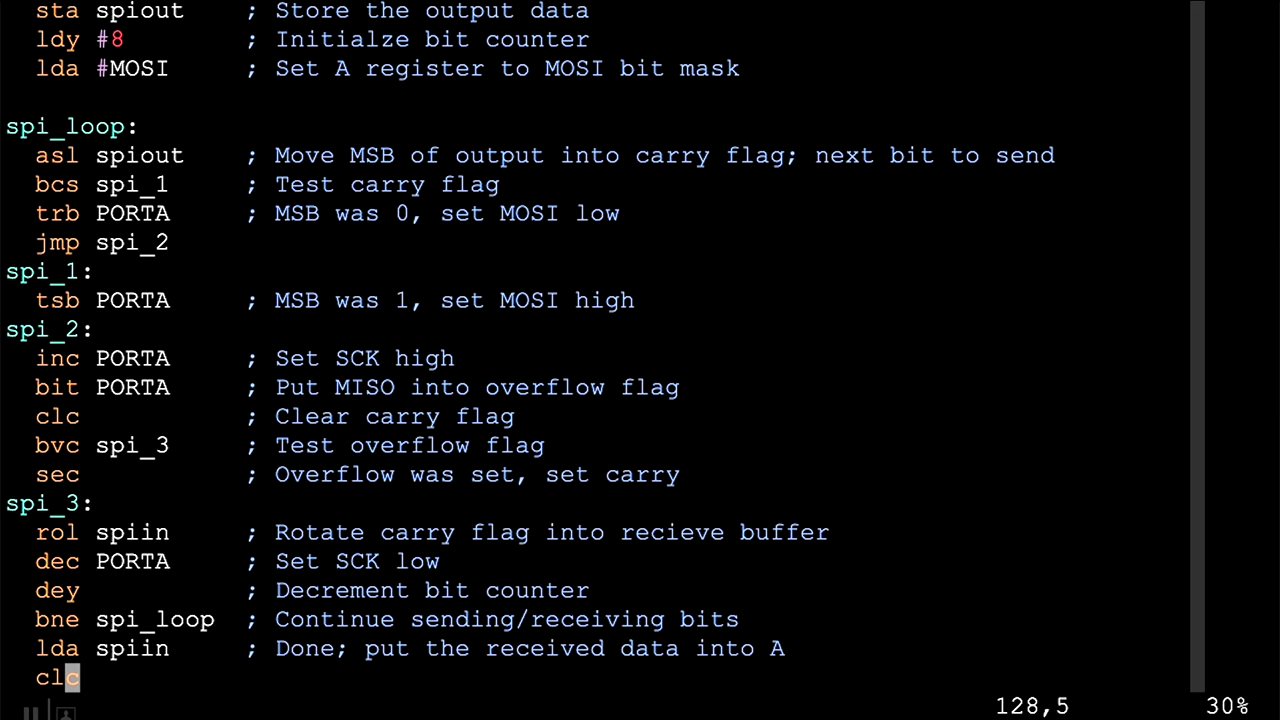 sta spiout    ; Store the output data
ldy #8        ; Initialze bit counter
lda #MOSI     ; Set A register to MOSI bit mask
spi_loop:
asl spiout    ; Move MSB of output into carry flag; next bit to send
bcs spi_1     ; Test carry flag
trb PORTA     ; MSB was 0, set MOSI low
jmp spi_2
spi_1:
tsb PORTA     ; MSB was 1, set MOSI high
spi_2:
inc PORTA     ; Set SCK high
bit PORTA     ; Put MISO into overflow flag
clc           ; Clear carry flag
bvc spi_3     ; Test overflow flag
sec           ; Overflow was set, set carry
spi_3:
rol spiin     ; Rotate carry flag into recieve buffer
dec PORTA     ; Set SCK low
dey           ; Decrement bit counter
bne spi_loop  ; Continue sending/receiving bits
lda spiin     ; Done; put the received data into A
clc
128,5 30%